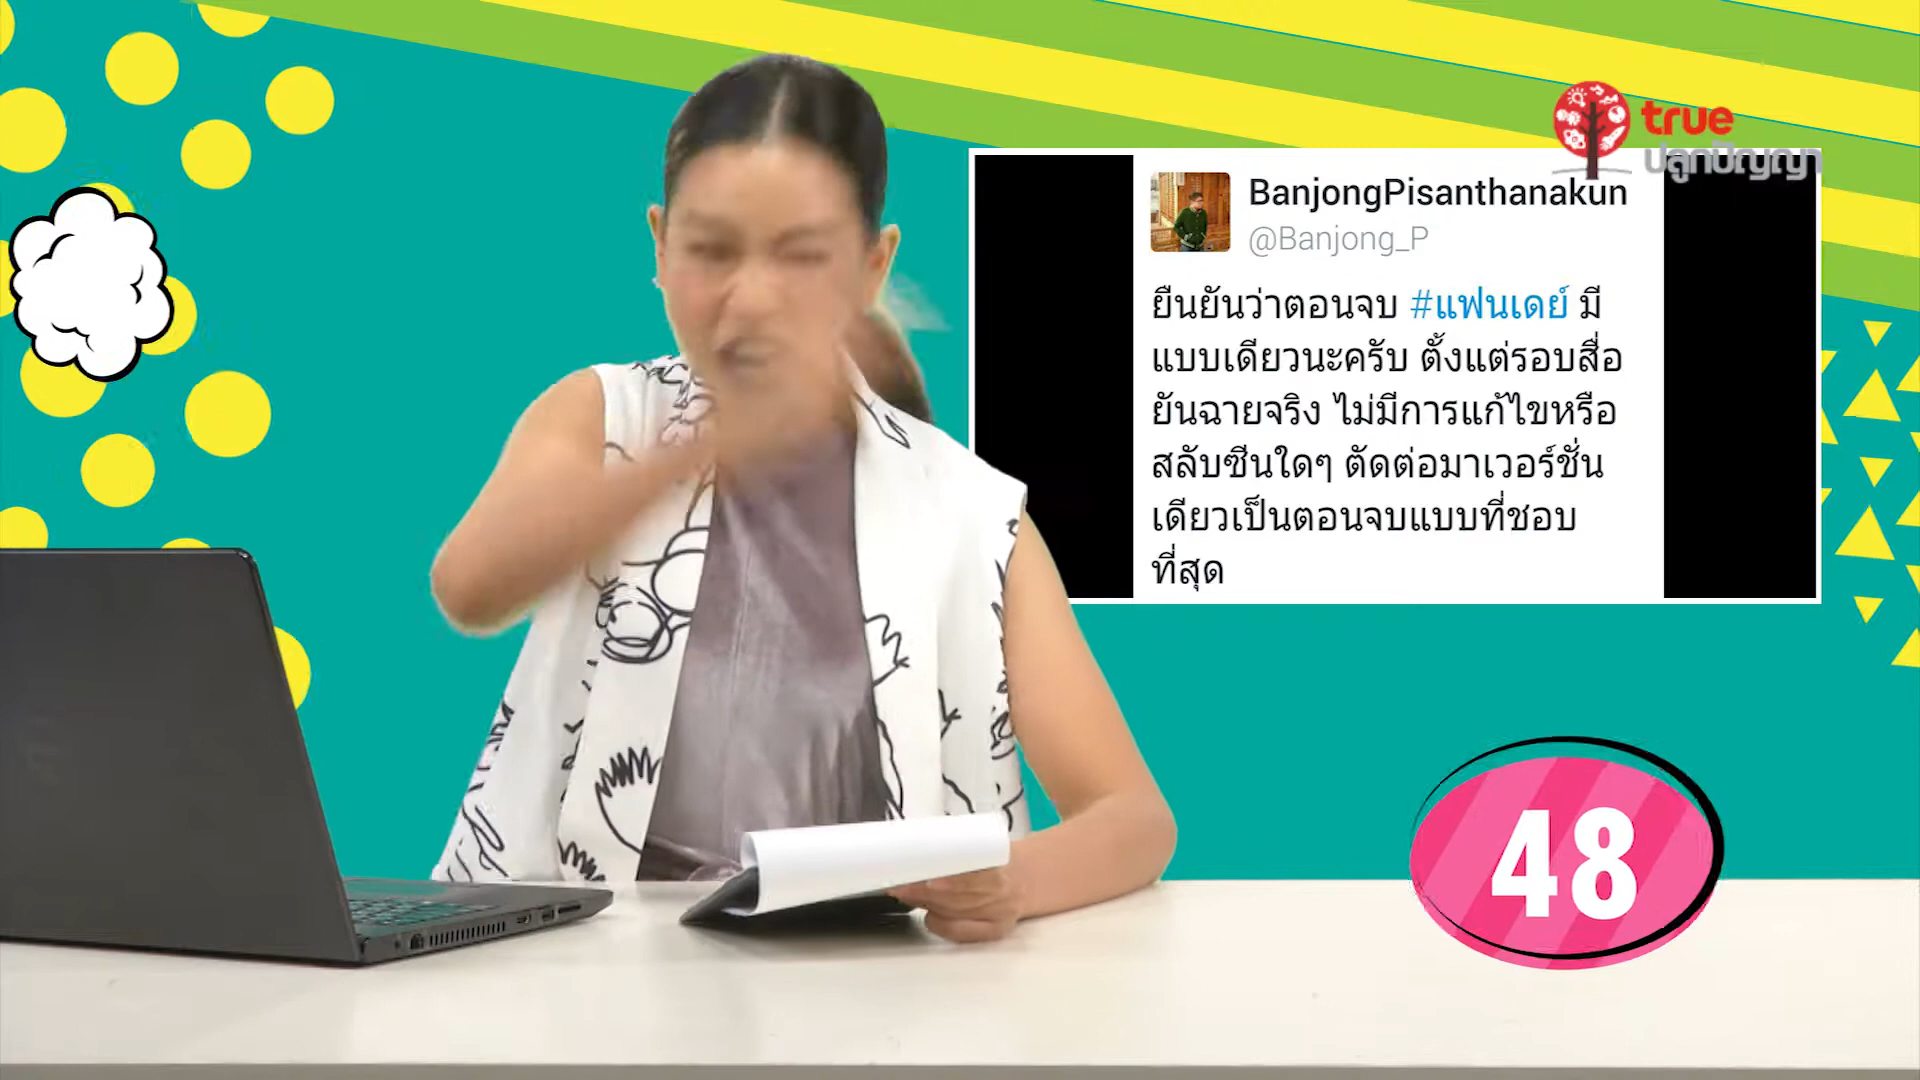 true
ปลูกปัญญา
BanjongPisanthanakun
@Banjong_P
ยืนยันว่าตอนจบ #แฟนเดย์ มี
แบบเดียวนะครับ ตั้งแต่รอบสื่อ
ยันฉายจริง ไม่มีการแก้ไขหรือ
สลับซีนใดๆ ตัดต่อมาเวอร์ชั่น
เดียวเป็นตอนจบแบบที่ชอบ
ที่สุด
48